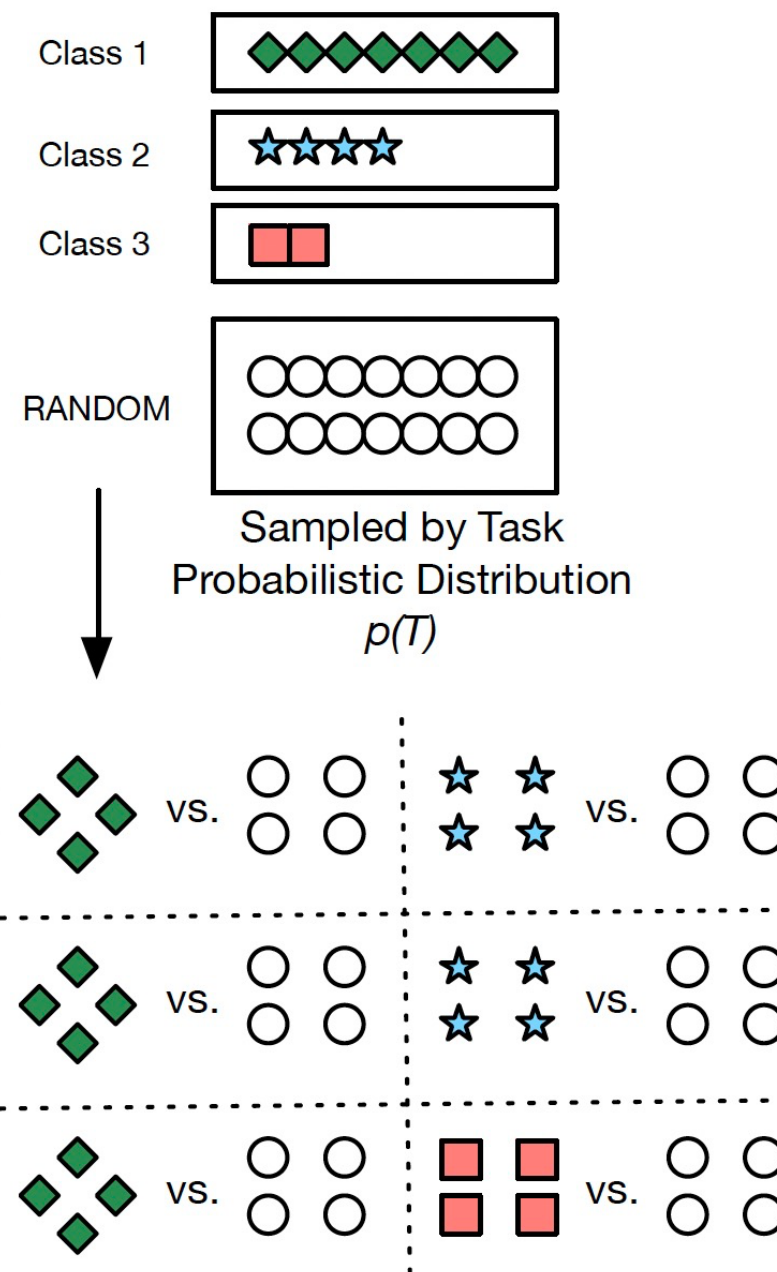 Class 1
Class 2
Class 3
RANDOM
Sampled by Task
Probabilistic Distribution
p(T)
vs.
vs.
vs.
vs.
vs.
vs.